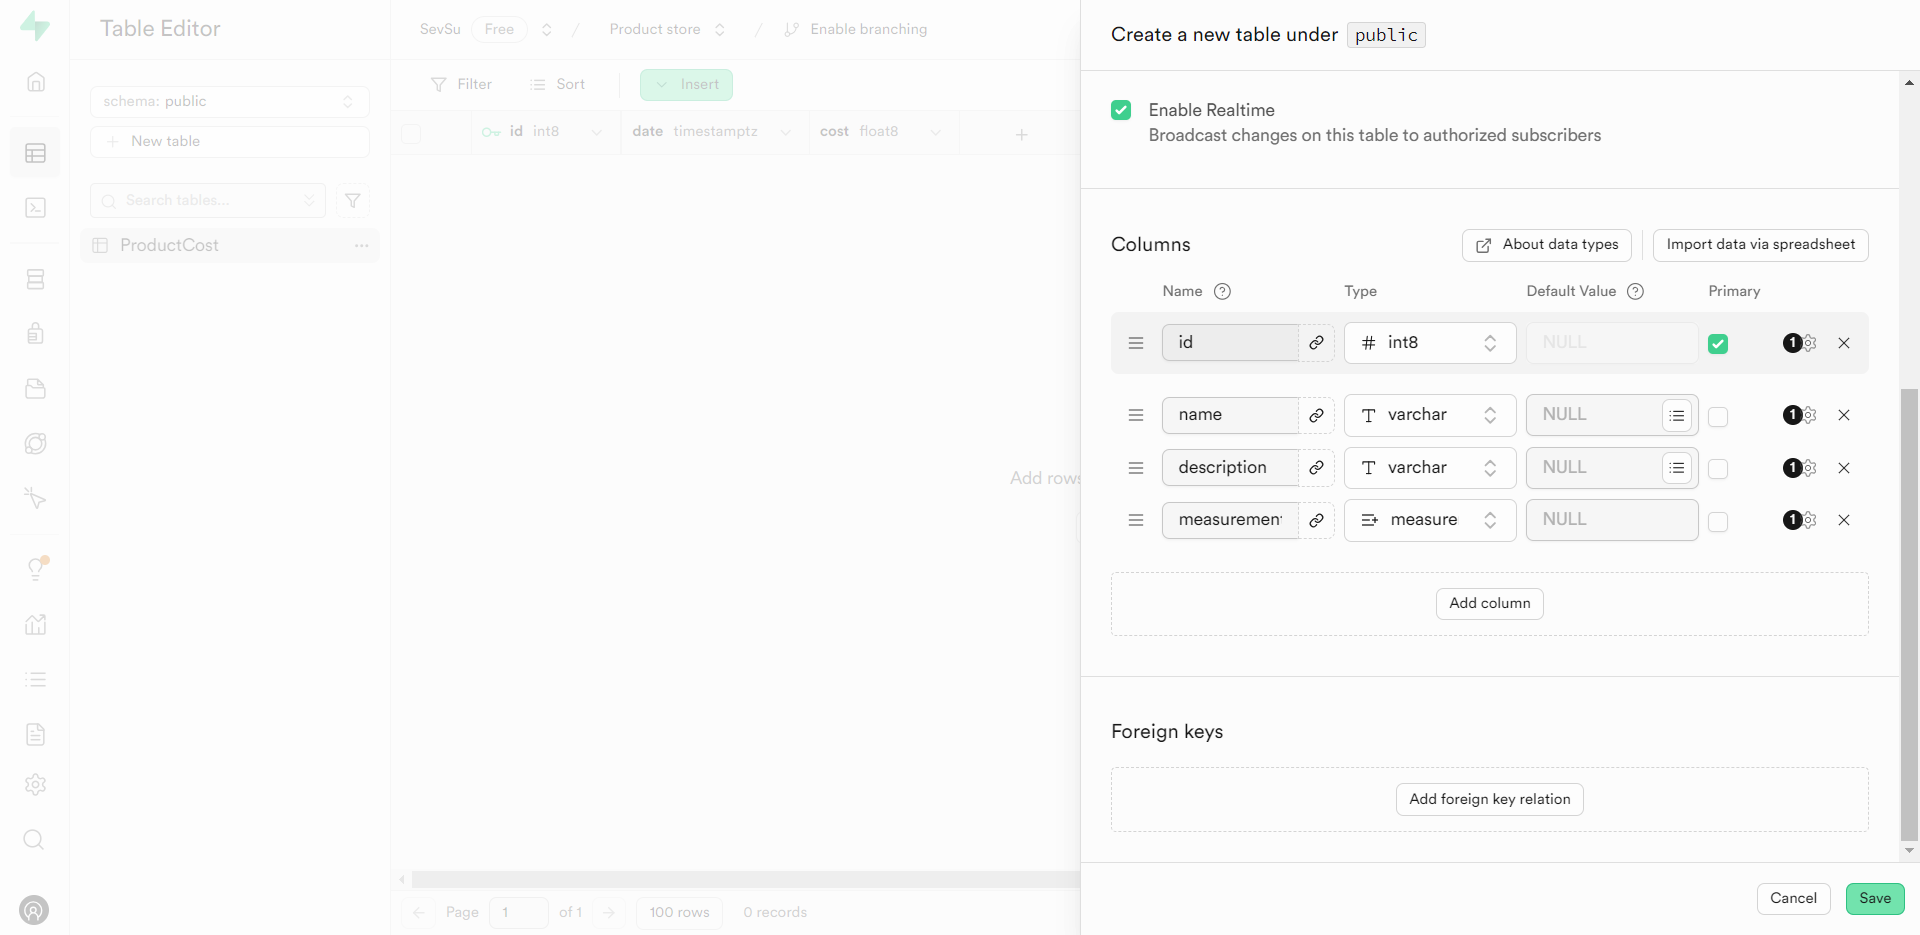 Table Editor
SevSu Free / Product store / Enable branching
schema: public
New table
Search tables...
ProductCost
Filter Sort Insert
id int8 date timestamptz cost float8
Add rows
Page 1 of 1 100 rows 0 records
Create a new table under public
Enable Realtime
Broadcast changes on this table to authorized subscribers
Columns About data types Import data via spreadsheet
Name Type Default Value Primary
id int8 NULL 1
name varchar NULL 1
description varchar NULL 1
measuremen measure NULL 1
Add column
Foreign keys
Add foreign key relation
Cancel Save